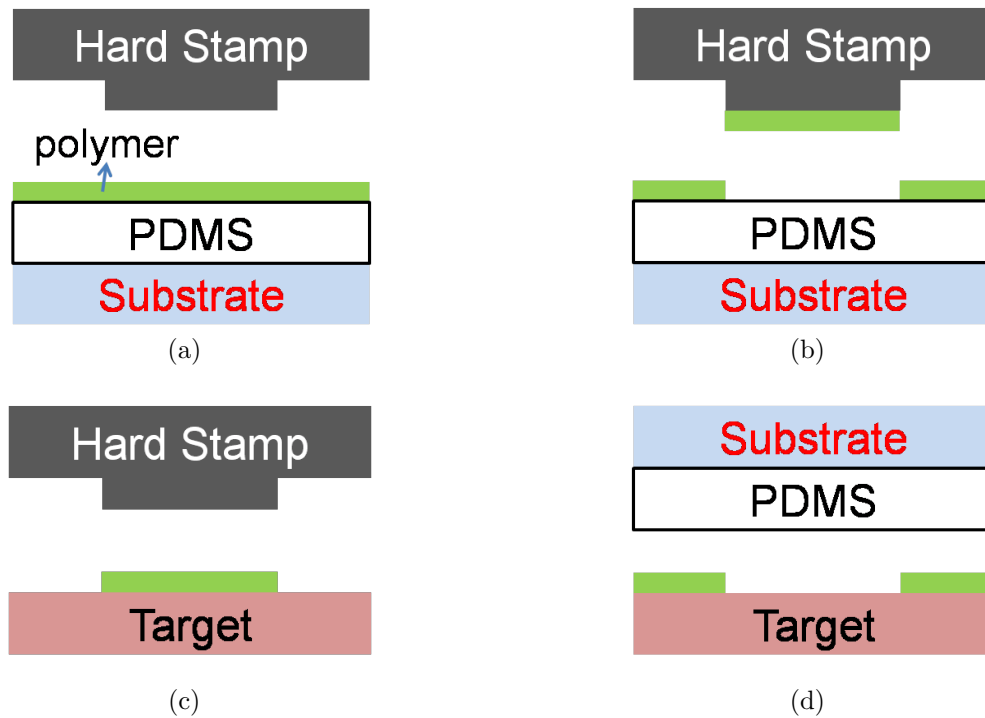 Hard Stamp
polymer
PDMS
Substrate
(a)
Hard Stamp
PDMS
Substrate
(b)
Hard Stamp
Target
(c)
Substrate
PDMS
Target
(d)